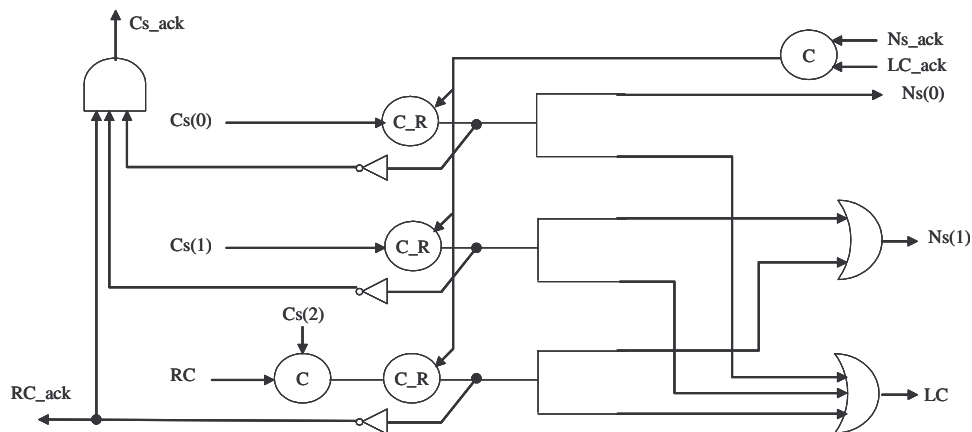 Cs_ack
Ns_ack
C
LC_ack
Ns(0)
Cs(0)
C_R
Cs(1)
C_R
Ns(1)
Cs(2)
RC
C
C_R
RC_ack
LC